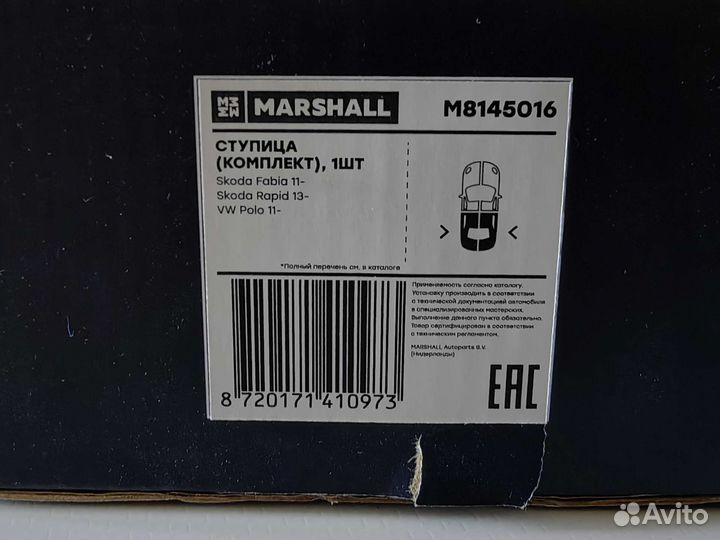 MARSHALL
M8145016
СТУПИЦА
(КОМПЛЕКТ), 1ШТ
Skoda Fabia 11-
Skoda Rapid 13-
VW Polo 11-
*Полный перечень см. в каталоге
Применяемость согласно каталогу.
Установку производить в соответствии
с технической документацией автомобиля
в специализированных мастерских.
Выполнение данного пункта обязательно.
Товар сертифицирован в соответствии
с техническим регламентом.
MARSHALL Autoparts B.V.
(Нидерланды)
8 720171 410973
EAC
Avito